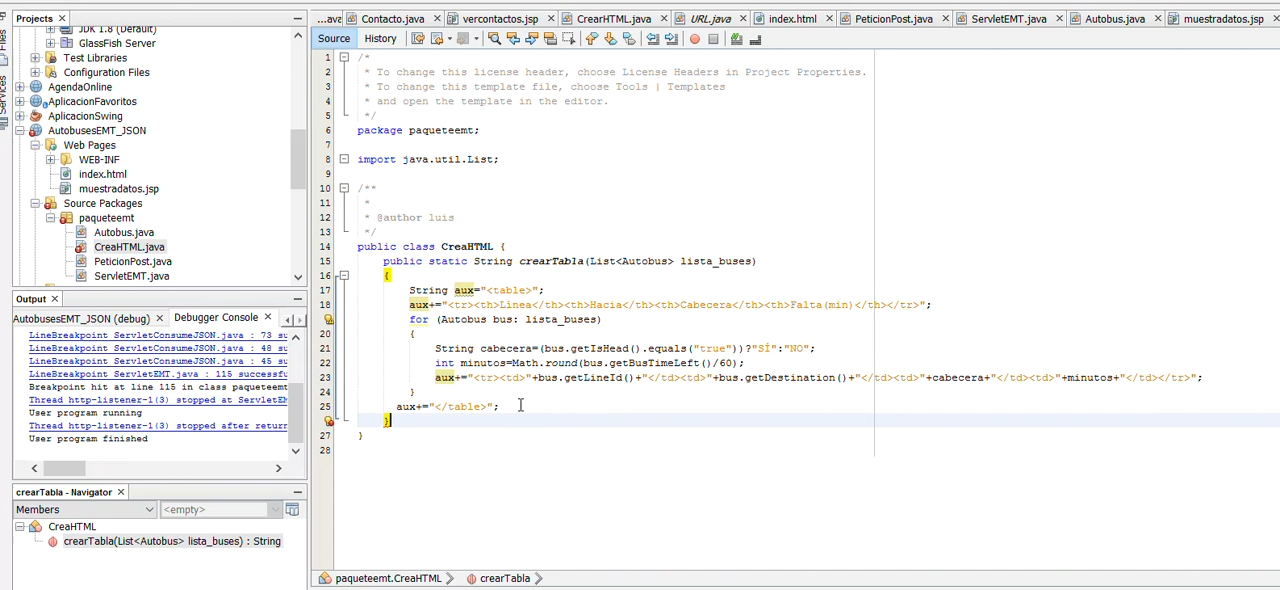 Projects
...ava
Contacto.java
vercontactos.jsp
CrearHTML.java
URL.java
index.html
PeticionPost.java
ServletEMT.java
Autobus.java
muestradatos.jsp
Files
Services
JDK 1.8 (Default)
GlassFish Server
Test Libraries
Configuration Files
AgendaOnline
AplicacionFavoritos
AplicacionSwing
AutobusesEMT_JSON
Web Pages
WEB-INF
index.html
muestradatos.jsp
Source Packages
paqueteemt
Autobus.java
CreaHTML.java
PeticionPost.java
ServletEMT.java
Source
History
1 /*
2 * To change this license header, choose License Headers in Project Properties.
3 * To change this template file, choose Tools | Templates
4 * and open the template in the editor.
5 */
6 package paqueteemt;
7
8 import java.util.List;
9
10 /**
11 *
12 * @author luis
13 */
14 public class CreaHTML {
15 public static String crearTabla(List<Autobus> lista_buses)
16 {
17 String aux="<table>";
18 aux+="<tr><th>Linea</th><th>Hacia</th><th>Cabecera</th><th>Falta(min)</th></tr>";
for (Autobus bus: lista_buses)
20 {
21 String cabecera=(bus.getIsHead().equals("true"))?"SÍ":"NO";
22 int minutos=Math.round(bus.getBusTimeLeft()/60);
23 aux+="<tr><td>"+bus.getLineId()+"</td><td>"+bus.getDestination()+"</td><td>"+cabecera+"</td><td>"+minutos+"</td></tr>";
24 }
25 aux+="</table>";
}
27 }
28
Output
AutobusesEMT_JSON (debug)
Debugger Console
LineBreakpoint ServletConsumeJSON.java : 73 su
LineBreakpoint ServletConsumeJSON.java : 48 su
LineBreakpoint ServletConsumeJSON.java : 45 su
LineBreakpoint ServletEMT.java : 115 successf
Breakpoint hit at line 115 in class paqueteemt
Thread http-listener-1(3) stopped at ServletE
User program running
Thread http-listener-1(3) stopped after return
User program finished
crearTabla - Navigator
Members
<empty>
CreaHTML
crearTabla(List<Autobus> lista_buses) : String
paqueteemt.CreaHTML
crearTabla